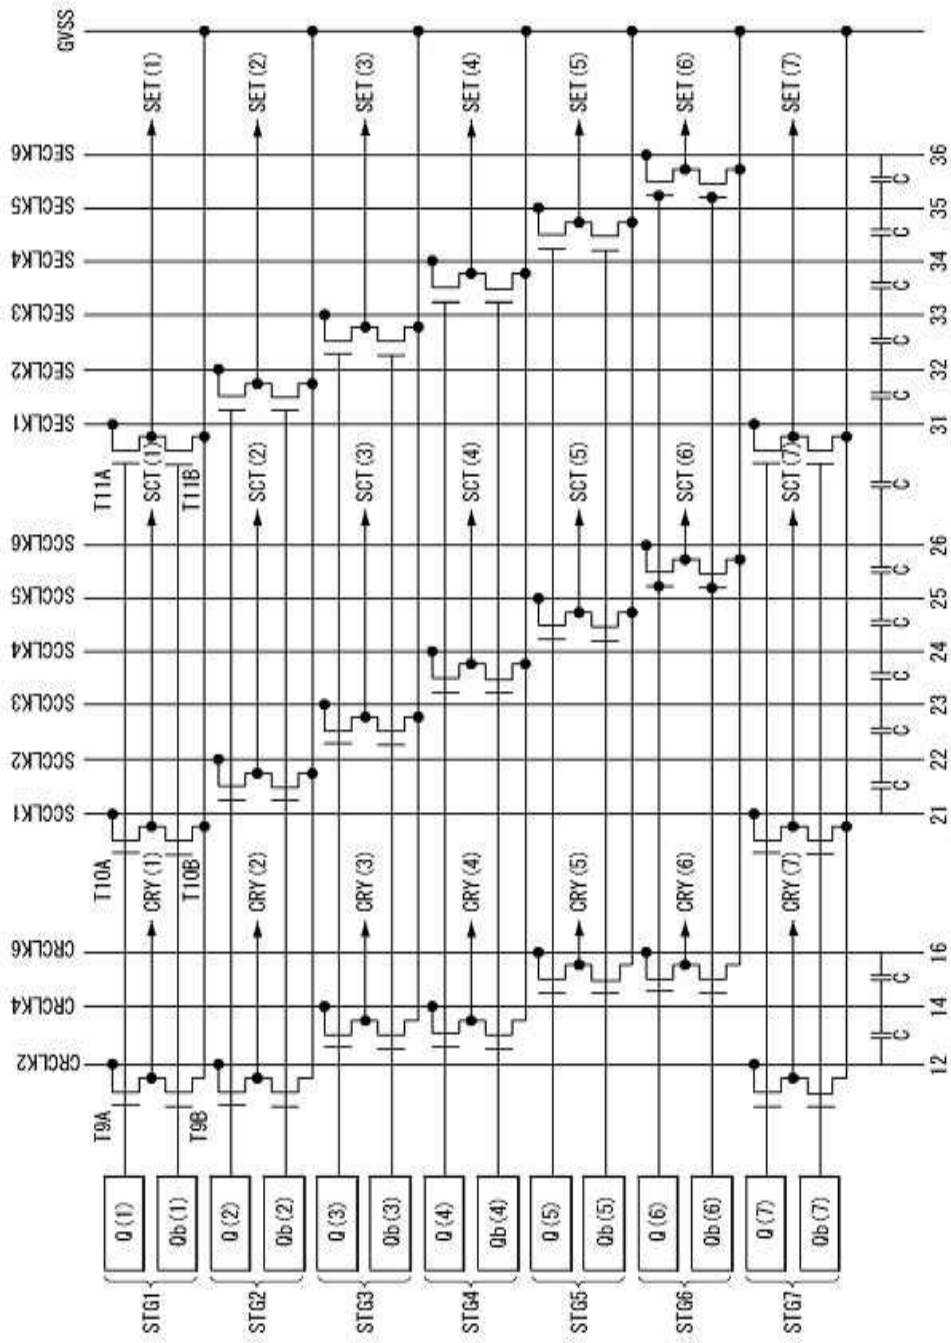 CRCLK2
CRCLK4
CRCLK6
SCCLK1
SCCLK2
SCCLK3
SCCLK4
SCCLK5
SCCLK6
SECLK1
SECLK2
SECLK3
SECLK4
SECLK5
SECLK6
GVSS
STG1
Q(1)
Qb(1)
T9A
T9B
CRY(1)
T10A
T10B
SCT(1)
T11A
T11B
SET(1)
STG2
Q(2)
Qb(2)
CRY(2)
SCT(2)
SET(2)
STG3
Q(3)
Qb(3)
CRY(3)
SCT(3)
SET(3)
STG4
Q(4)
Qb(4)
CRY(4)
SCT(4)
SET(4)
STG5
Q(5)
Qb(5)
CRY(5)
SCT(5)
SET(5)
STG6
Q(6)
Qb(6)
CRY(6)
SCT(6)
SET(6)
STG7
Q(7)
Qb(7)
CRY(7)
SCT(7)
SET(7)
C
C
C
C
C
C
C
C
C
C
C
C
C
12
14
16
21
22
23
24
25
26
31
32
33
34
35
36